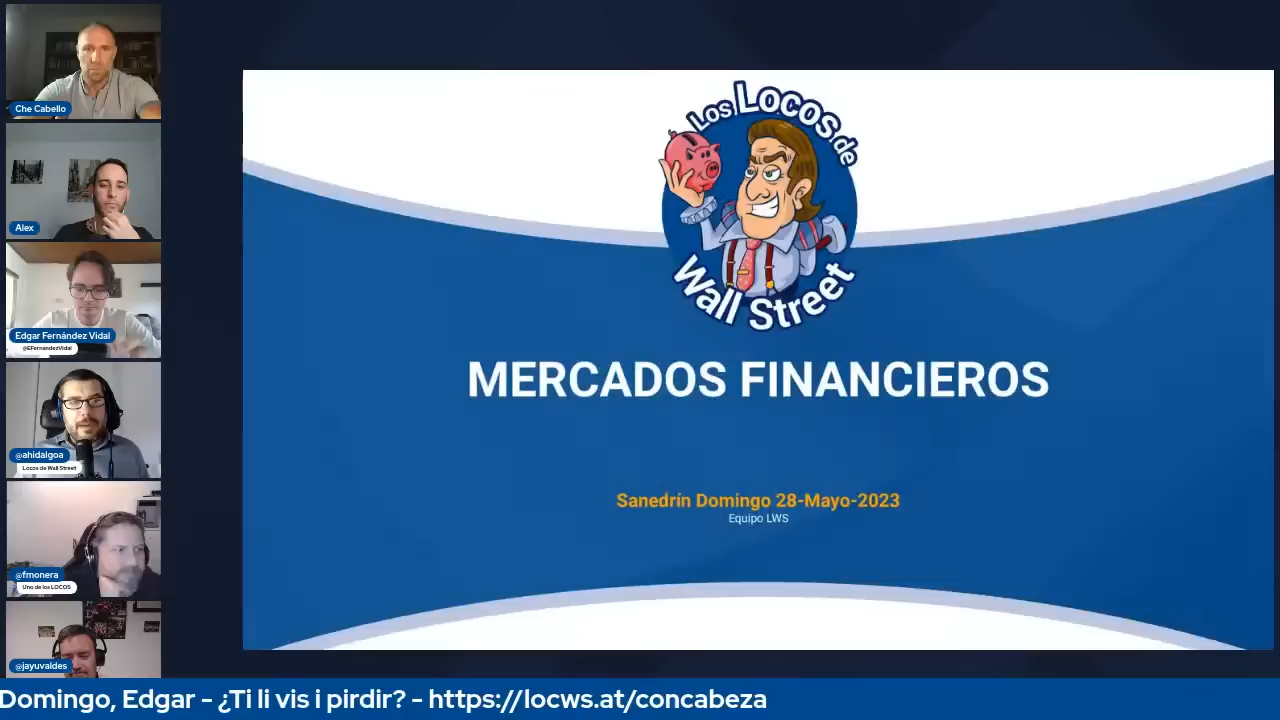 Che Cabello
Alex
Edgar Fernández Vidal
@EFernandezVidal
@ahidalgoa
Locos de Wall Street
@fmonera
Uno de los LOCOS
@jayuvaldes
Los Locos de
Wall Street
MERCADOS FINANCIEROS
Sanedrín Domingo 28-Mayo-2023
Equipo LWS
Domingo, Edgar - ¿Ti li vis i pirdir? - https://locws.at/concabeza